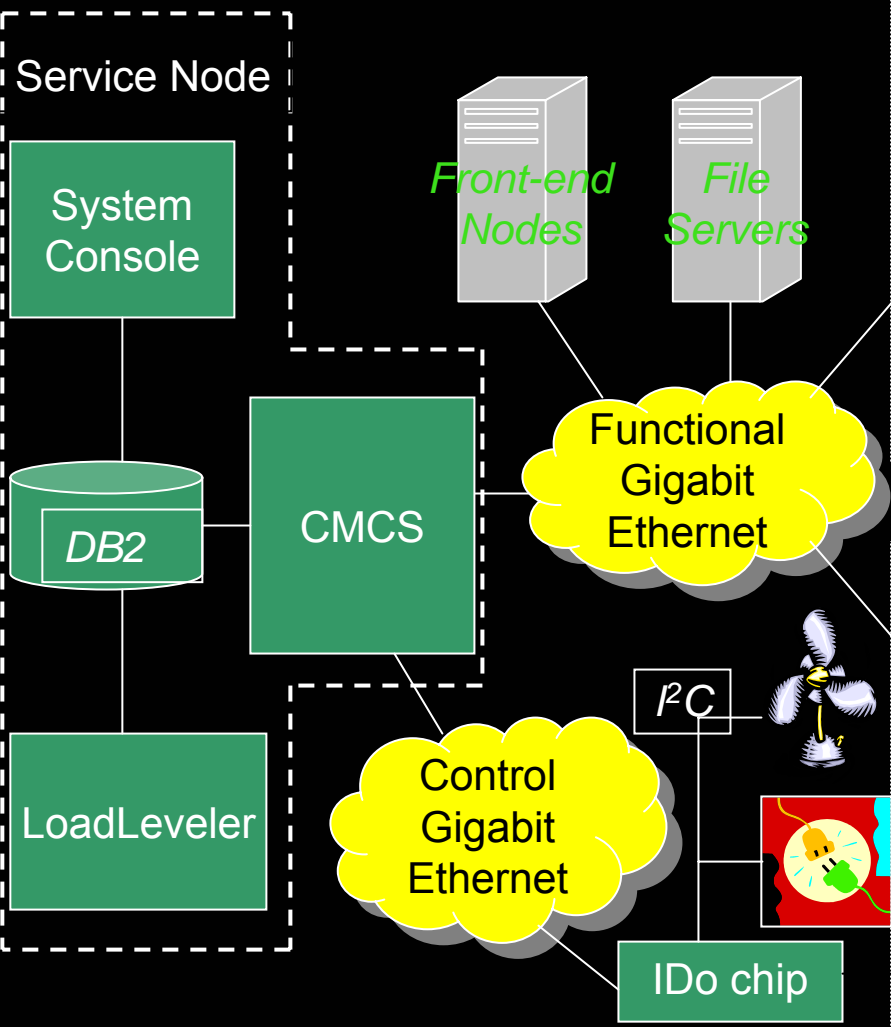 Service Node
System
Console
DB2
CMCS
LoadLeveler
Front-end
Nodes
File
Servers
Functional
Gigabit
Ethernet
I²C
Control
Gigabit
Ethernet
IDo chip